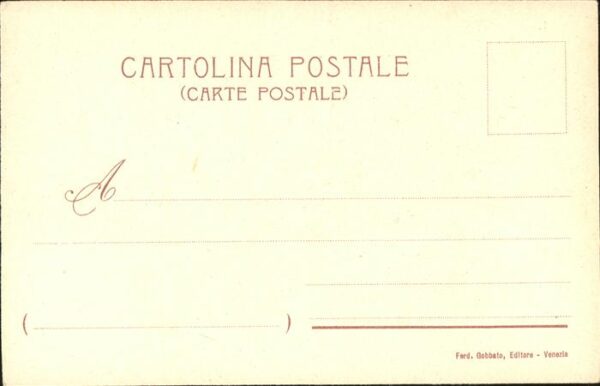 CARTOLINA POSTALE
(CARTE POSTALE)
A
( )
Ferd. Gobbato, Editore - Venezia